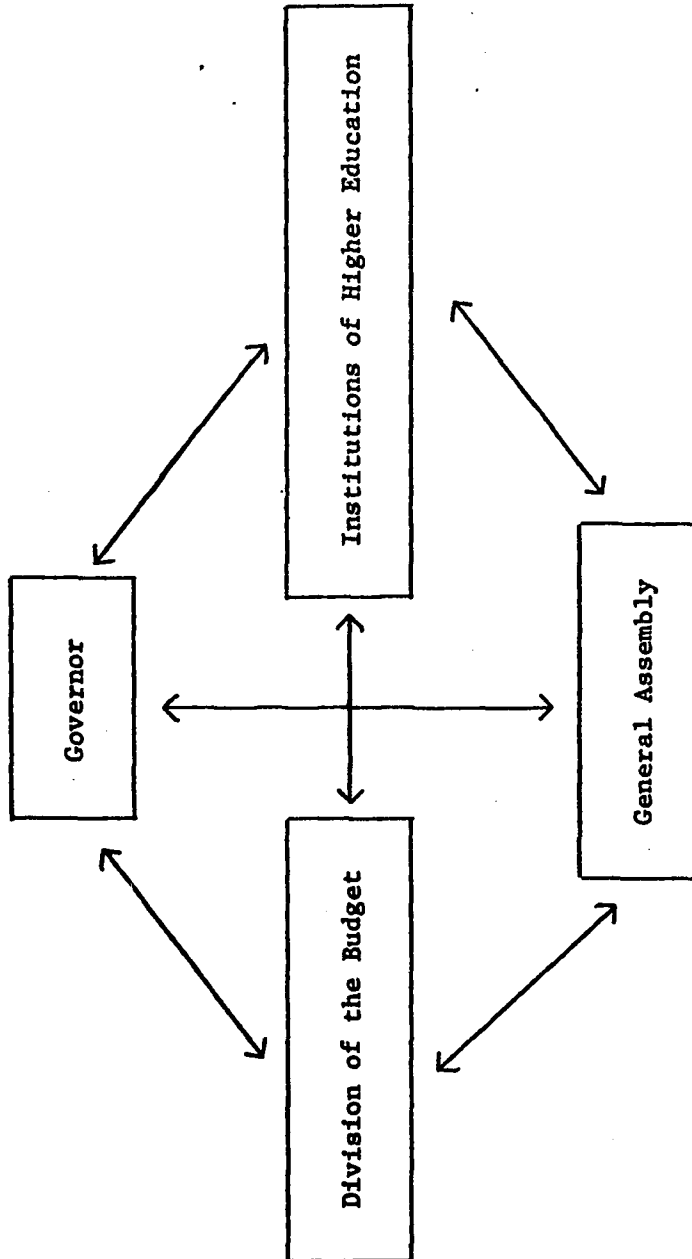 Governor
Division of the Budget
Institutions of Higher Education
General Assembly